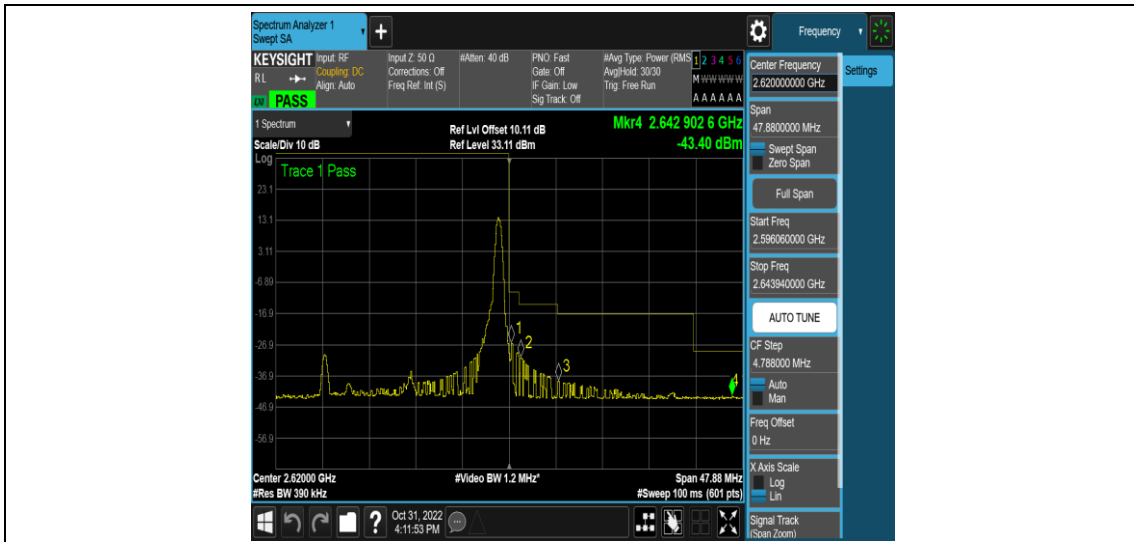 Spectrum Analyzer 1
Swept SA
+
Frequency
KEYSIGHT
RL
PASS
Input: RF
Coupling: DC
Align: Auto
Input Z: 50 Ω
Corrections: Off
Freq Ref: Int (S)
#Atten: 40 dB
PNO: Fast
Gate: Off
IF Gain: Low
Sig Track: Off
#Avg Type: Power (RMS
Avg|Hold: 30/30
Trig: Free Run
1 2 3 4 5 6
M W W W W W
A A A A A A
1 Spectrum
Scale/Div 10 dB
Ref Lvl Offset 10.11 dB
Ref Level 33.11 dBm
Mkr4 2.642 902 6 GHz
-43.40 dBm
Log
Trace 1 Pass
23.1
13.1
3.11
-6.89
-16.9
-26.9
-36.9
-46.9
-56.9
1
2
3
4
Center 2.62000 GHz
#Res BW 390 kHz
#Video BW 1.2 MHz*
Span 47.88 MHz
#Sweep 100 ms (601 pts)
Oct 31, 2022
4:11:53 PM
?
Center Frequency
2.620000000 GHz
Settings
Span
47.8800000 MHz
Swept Span
Zero Span
Full Span
Start Freq
2.596060000 GHz
Stop Freq
2.643940000 GHz
AUTO TUNE
CF Step
4.788000 MHz
Auto
Man
Freq Offset
0 Hz
X Axis Scale
Log
Lin
Signal Track
(Span Zoom)